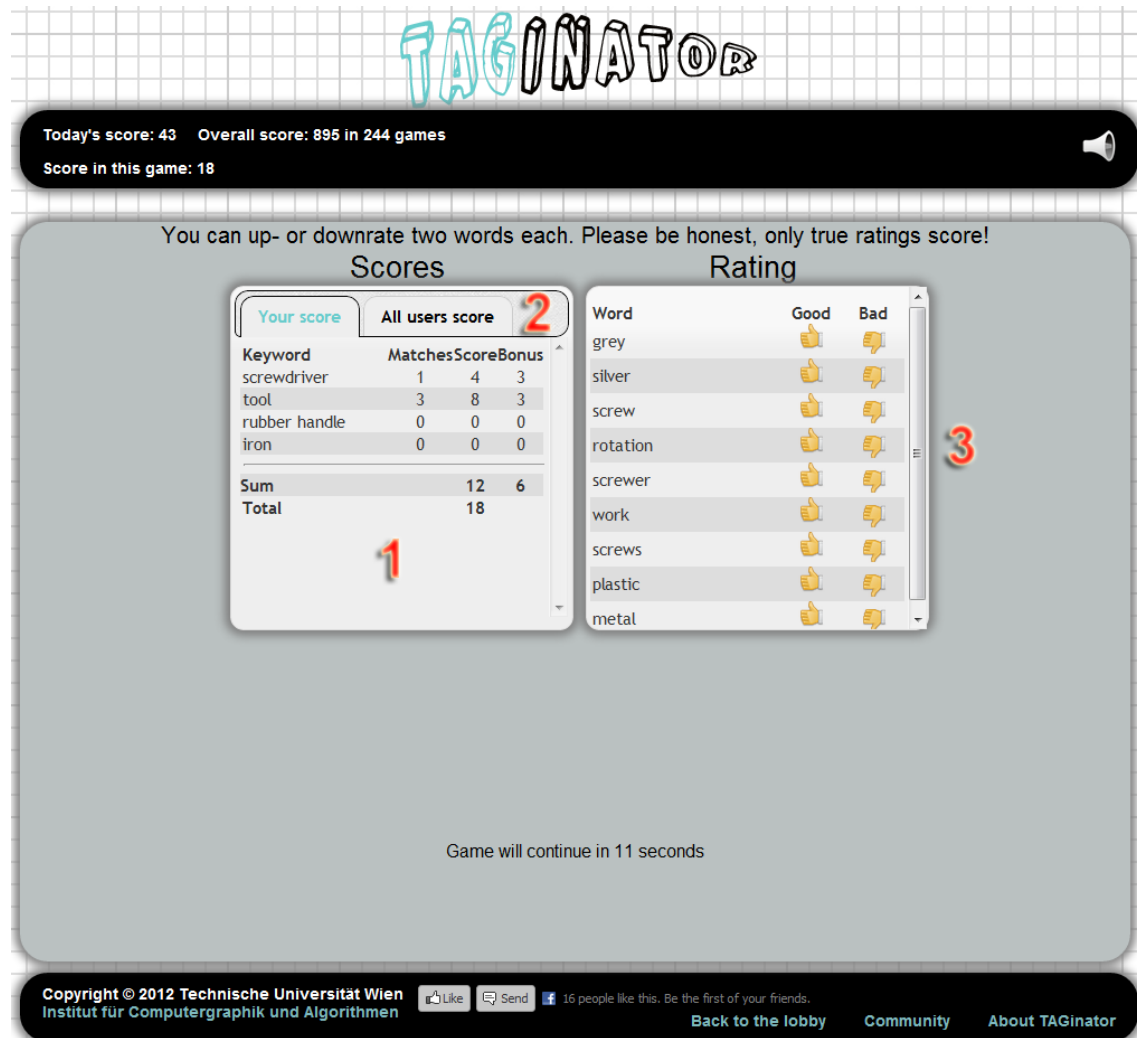 TAGINATOR
Today's score: 43 Overall score: 895 in 244 games
Score in this game: 18
You can up- or downrate two words each. Please be honest, only true ratings score!
Scores
Your score All users score 2
Keyword Matches Score Bonus
screwdriver 1 4 3
tool 3 8 3
rubber handle 0 0 0
iron 0 0 0
Sum 12 6
Total 18
1
Rating
Word Good Bad
grey
silver
screw
rotation
screwer
work
screws
plastic
metal
3
Game will continue in 11 seconds
Copyright © 2012 Technische Universität Wien
Institut für Computergraphik und Algorithmen
Like Send f 16 people like this. Be the first of your friends.
Back to the lobby Community About TAGinator